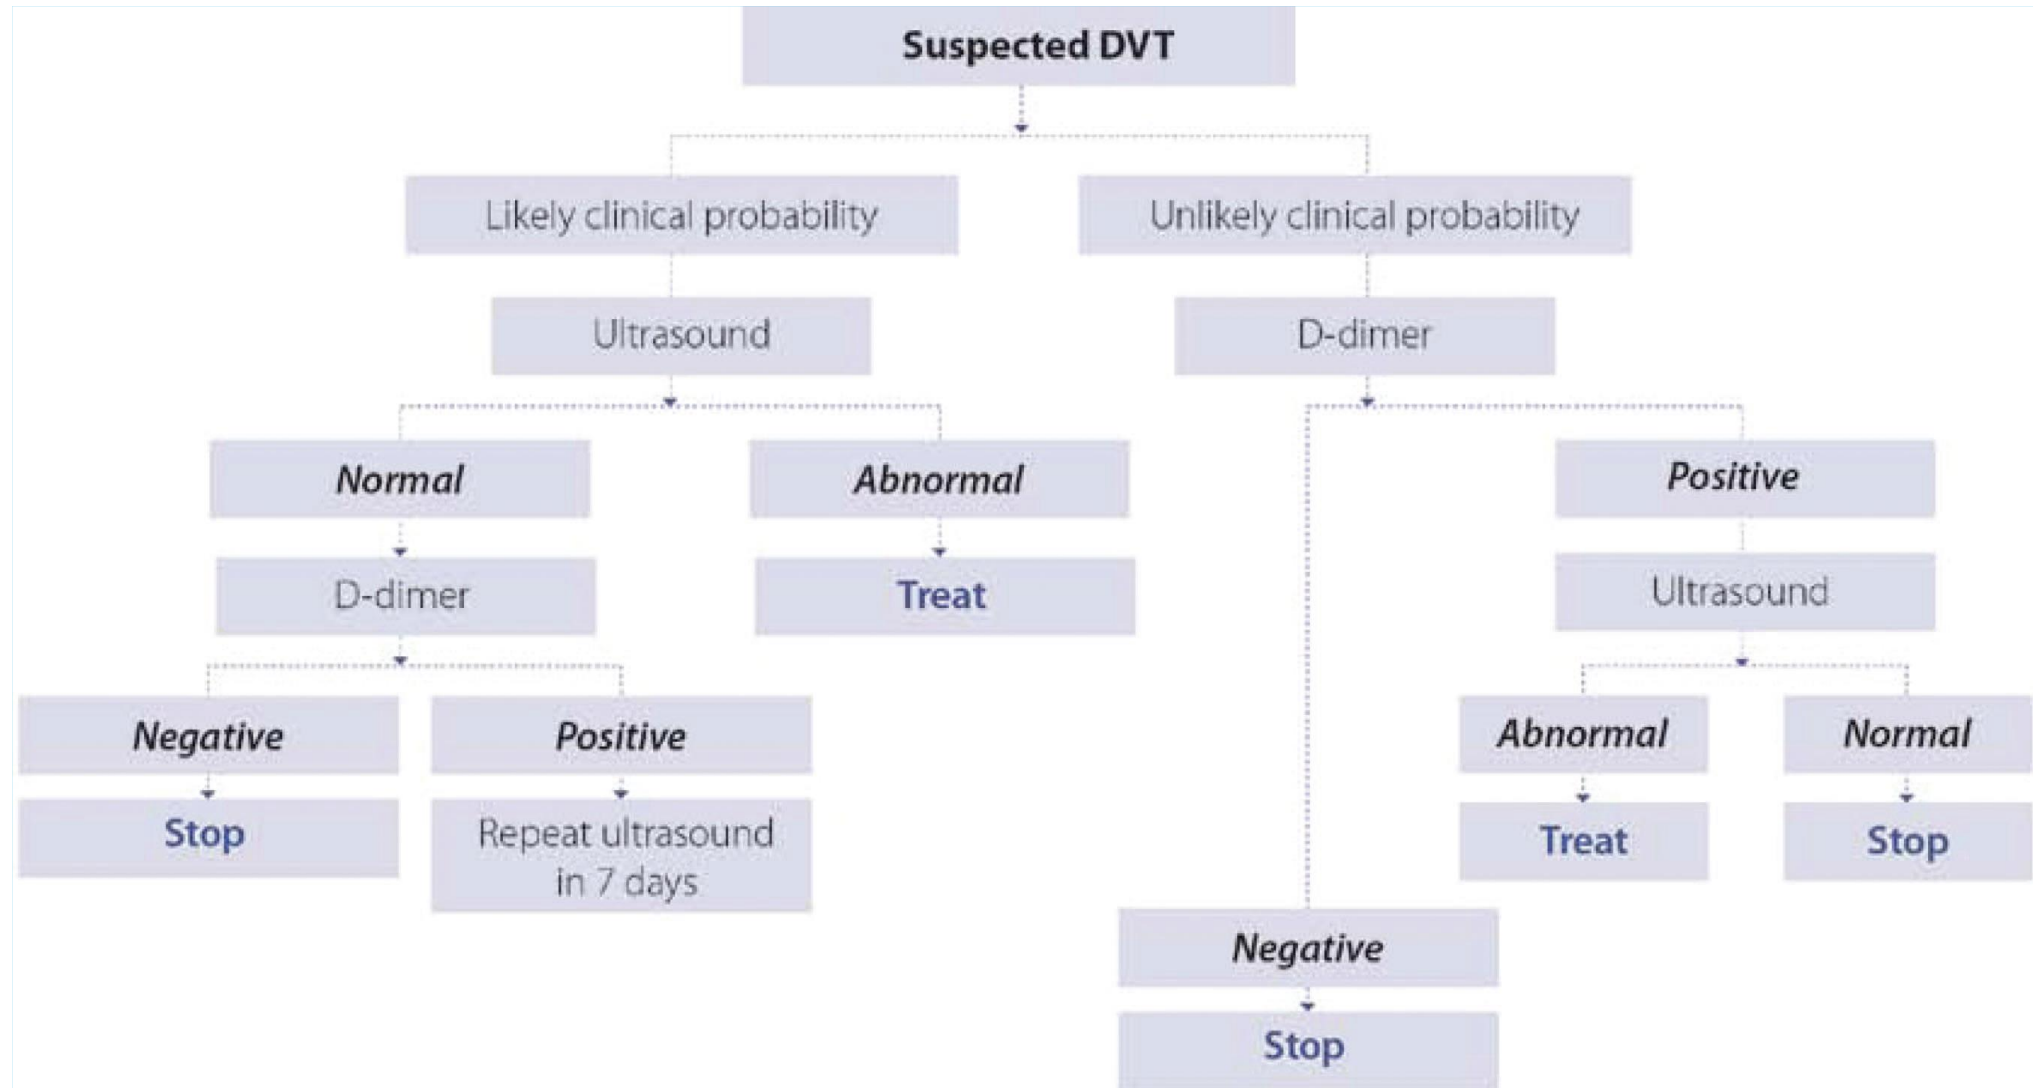 Suspected DVT
Likely clinical probability
Unlikely clinical probability
Ultrasound
D-dimer
Normal
Abnormal
Positive
D-dimer
Treat
Ultrasound
Negative
Positive
Abnormal
Normal
Stop
Repeat ultrasound
in 7 days
Treat
Stop
Negative
Stop